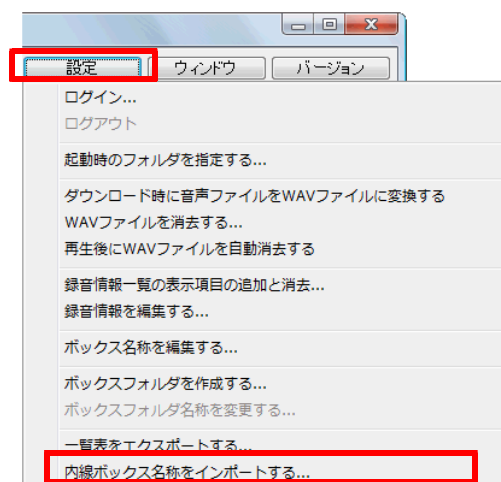 設定 ウィンドウ バージョン
ログイン...
ログアウト
起動時のフォルダを指定する...
ダウンロード時に音声ファイルをWAVファイルに変換する
WAVファイルを消去する...
再生後にWAVファイルを自動消去する
録音情報一覧の表示項目の追加と消去...
録音情報を編集する...
ボックス名称を編集する...
ボックスフォルダを作成する...
ボックスフォルダ名称を変更する...
一覧表をエクスポートする...
内線ボックス名称をインポートする...